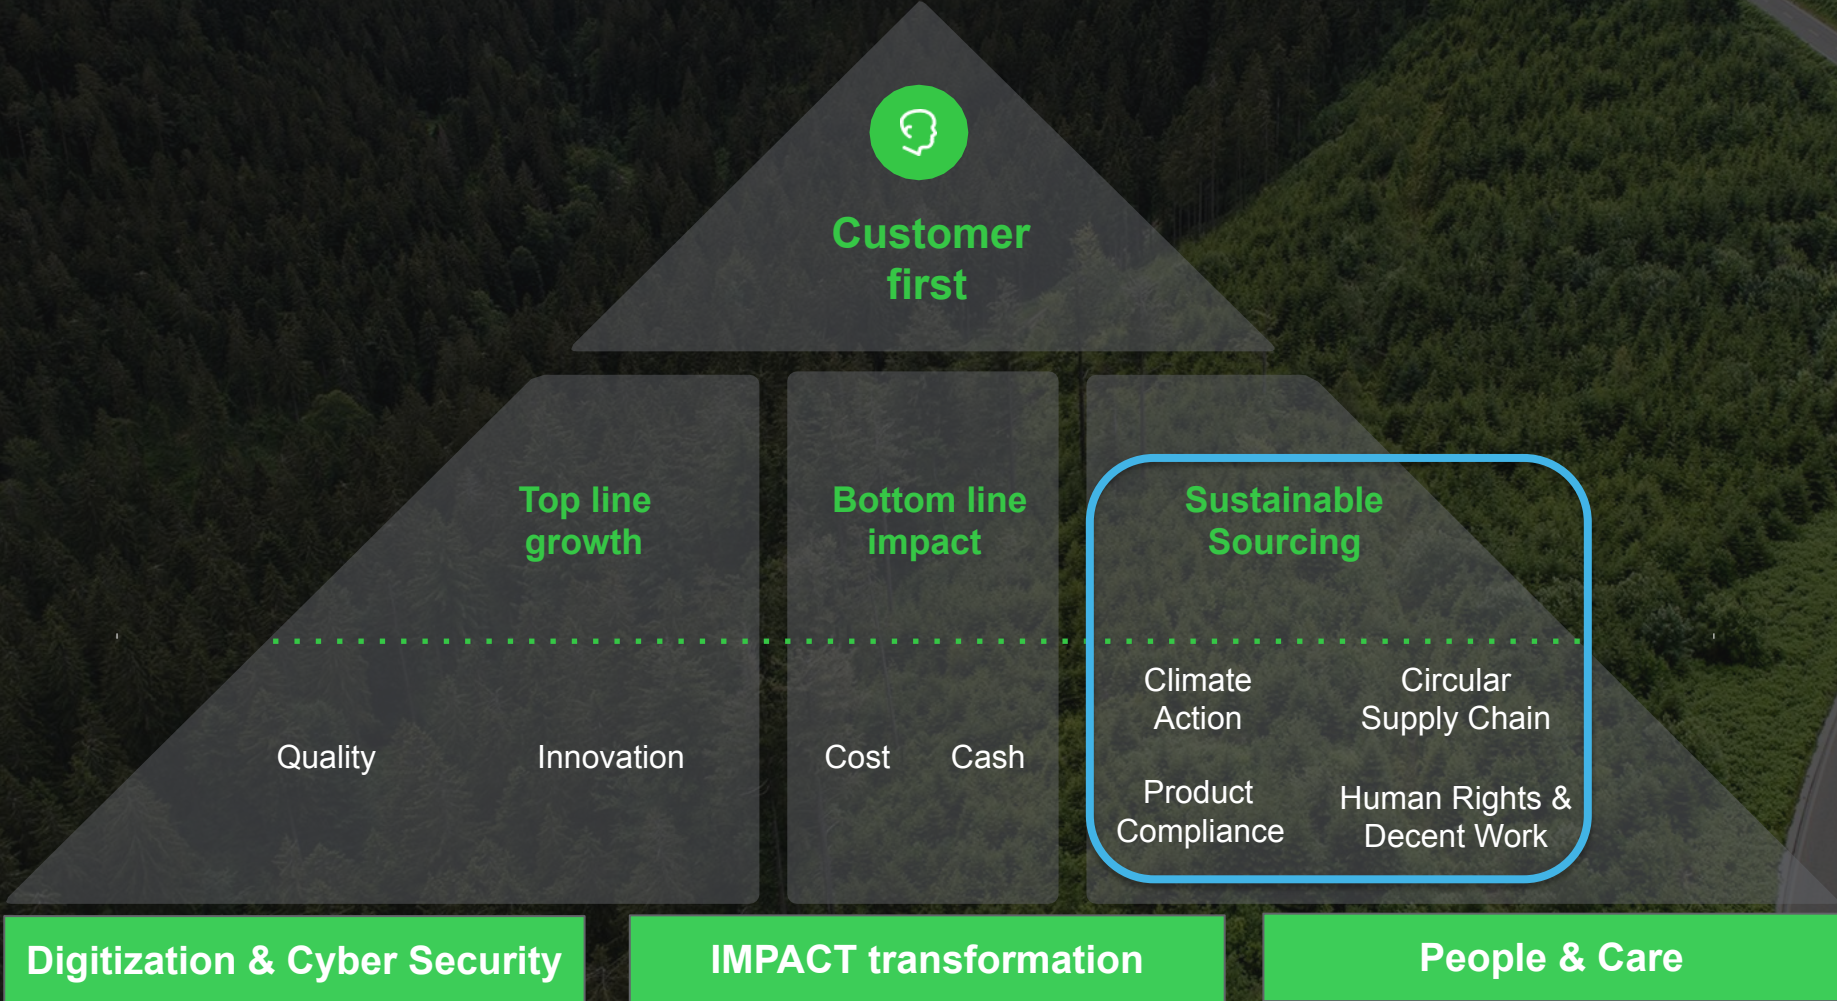 Customer
first
Top line
growth
Bottom line
impact
Sustainable
Sourcing
Quality
Innovation
Cost
Cash
Climate
Action
Circular
Supply Chain
Product
Compliance
Human Rights &
Decent Work
Digitization & Cyber Security
IMPACT transformation
People & Care